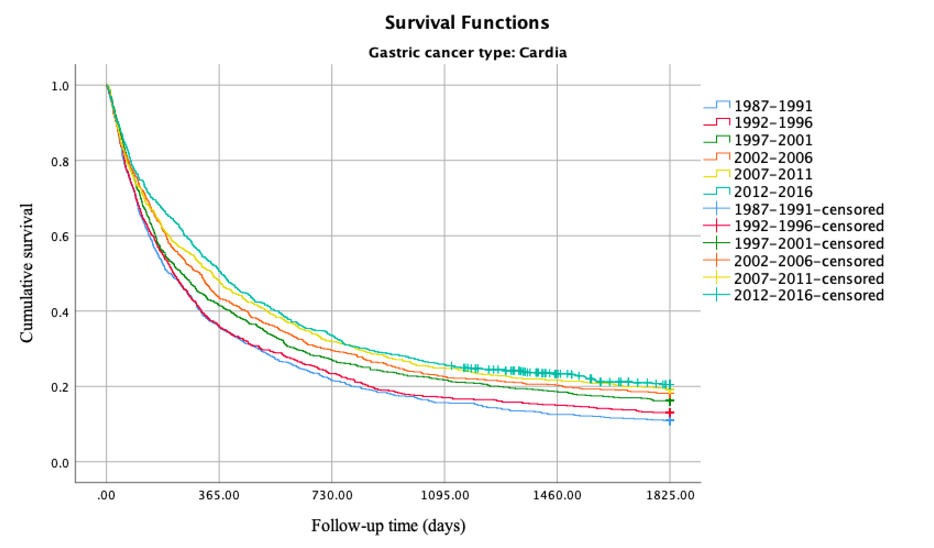 Survival Functions
Gastric cancer type: Cardia
Cumulative survival
1.0
0.8
0.6
0.4
0.2
0.0
.00 365.00 730.00 1095.00 1460.00 1825.00
Follow-up time (days)
1987-1991
1992-1996
1997-2001
2002-2006
2007-2011
2012-2016
1987-1991-censored
1992-1996-censored
1997-2001-censored
2002-2006-censored
2007-2011-censored
2012-2016-censored